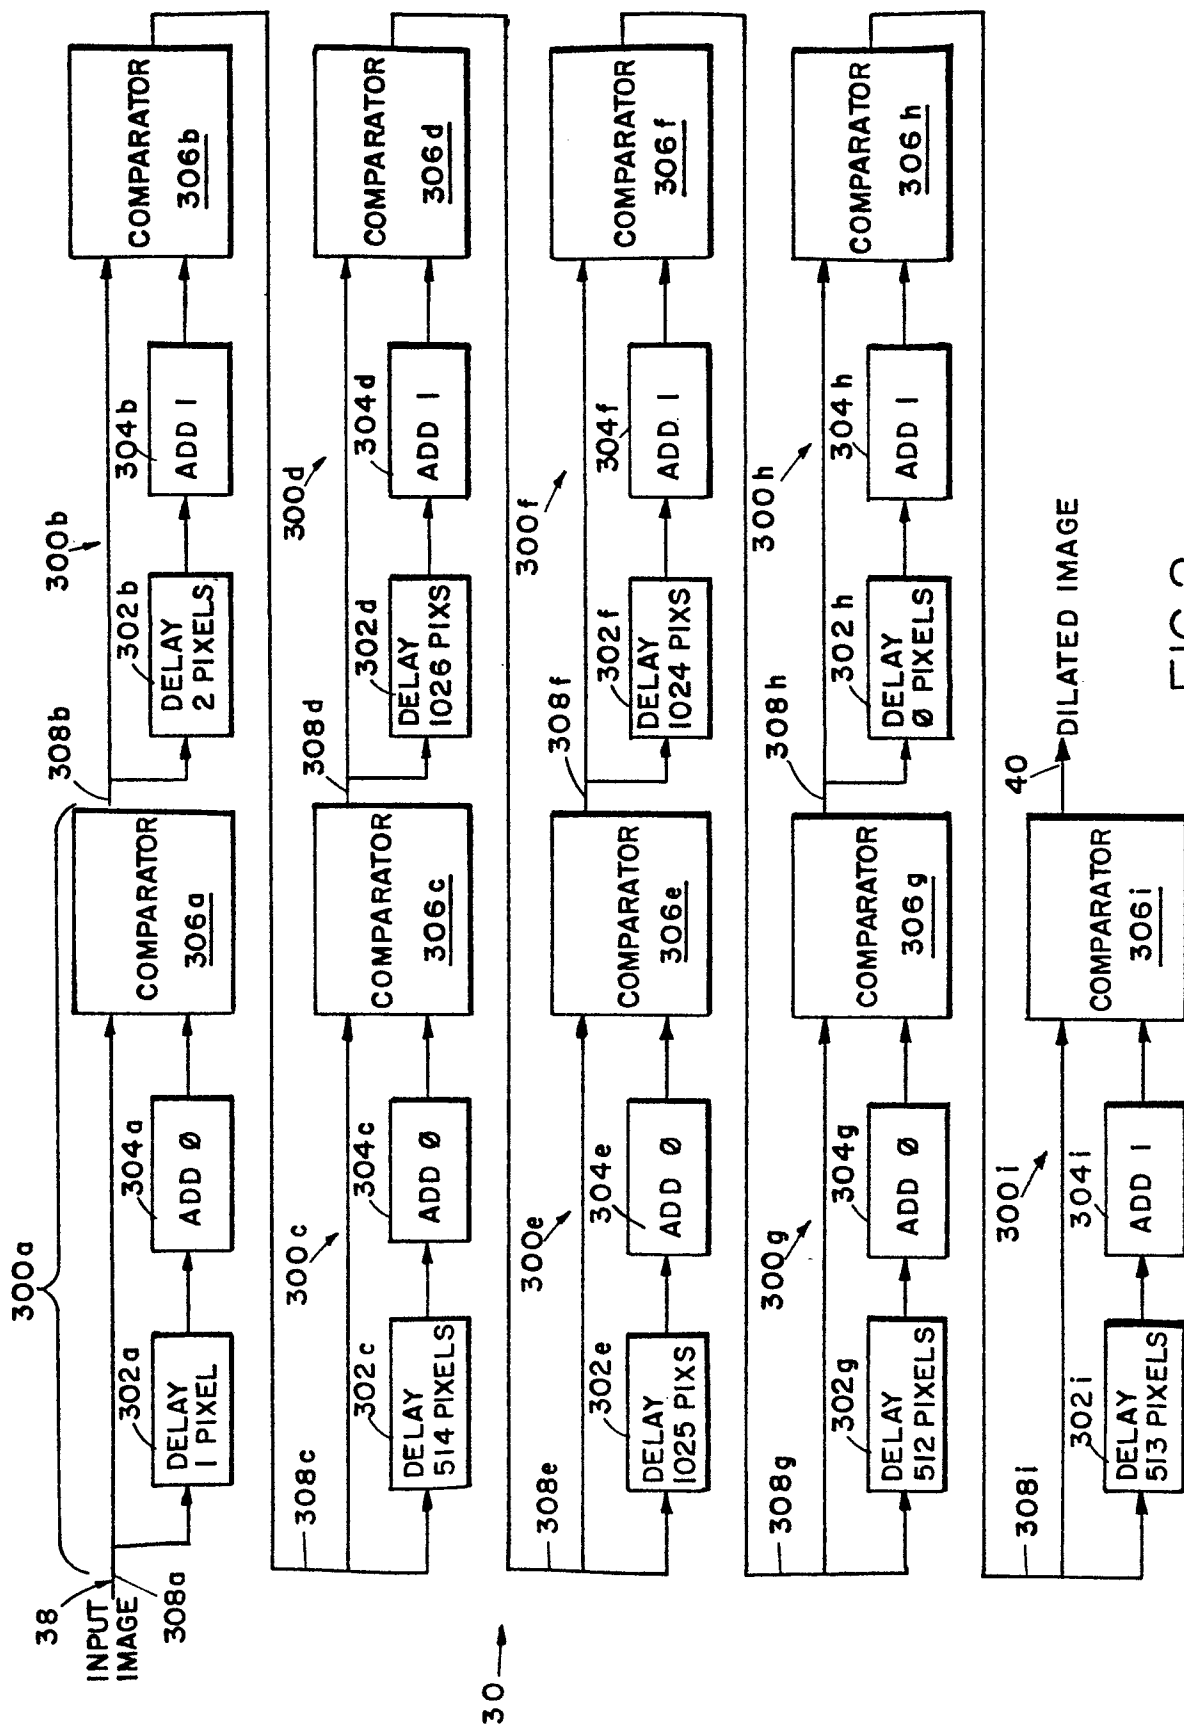 300a
38
INPUT
IMAGE
308a
302a
DELAY
1 PIXEL
304a
ADD Ø
COMPARATOR
306a
308b
302b
DELAY
2 PIXELS
300b
304b
ADD 1
COMPARATOR
306b
308c
302c
DELAY
514 PIXELS
300c
304c
ADD Ø
COMPARATOR
306c
308d
302d
DELAY
1026 PIXS
300d
304d
ADD 1
COMPARATOR
306d
30
308e
302e
DELAY
1025 PIXS
300e
304e
ADD Ø
COMPARATOR
306e
308f
302f
DELAY
1024 PIXS
300f
304f
ADD 1
COMPARATOR
306f
308g
302g
DELAY
512 PIXELS
300g
304g
ADD Ø
COMPARATOR
306g
308h
302h
DELAY
Ø PIXELS
300h
304h
ADD 1
COMPARATOR
306h
308i
302i
DELAY
513 PIXELS
300i
304i
ADD 1
COMPARATOR
306i
40
DILATED IMAGE
FIG